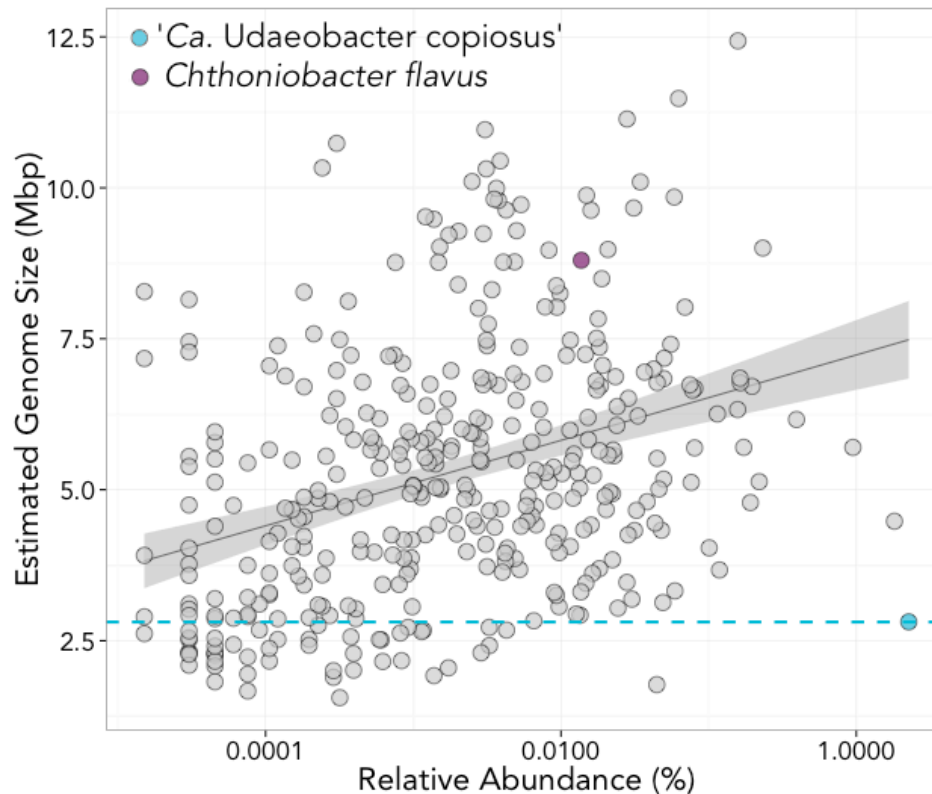 'Ca. Udaeobacter copiosus'
Chthoniobacter flavus
Estimated Genome Size (Mbp)
12.5
10.0
7.5
5.0
2.5
0.0001
0.0100
1.0000
Relative Abundance (%)